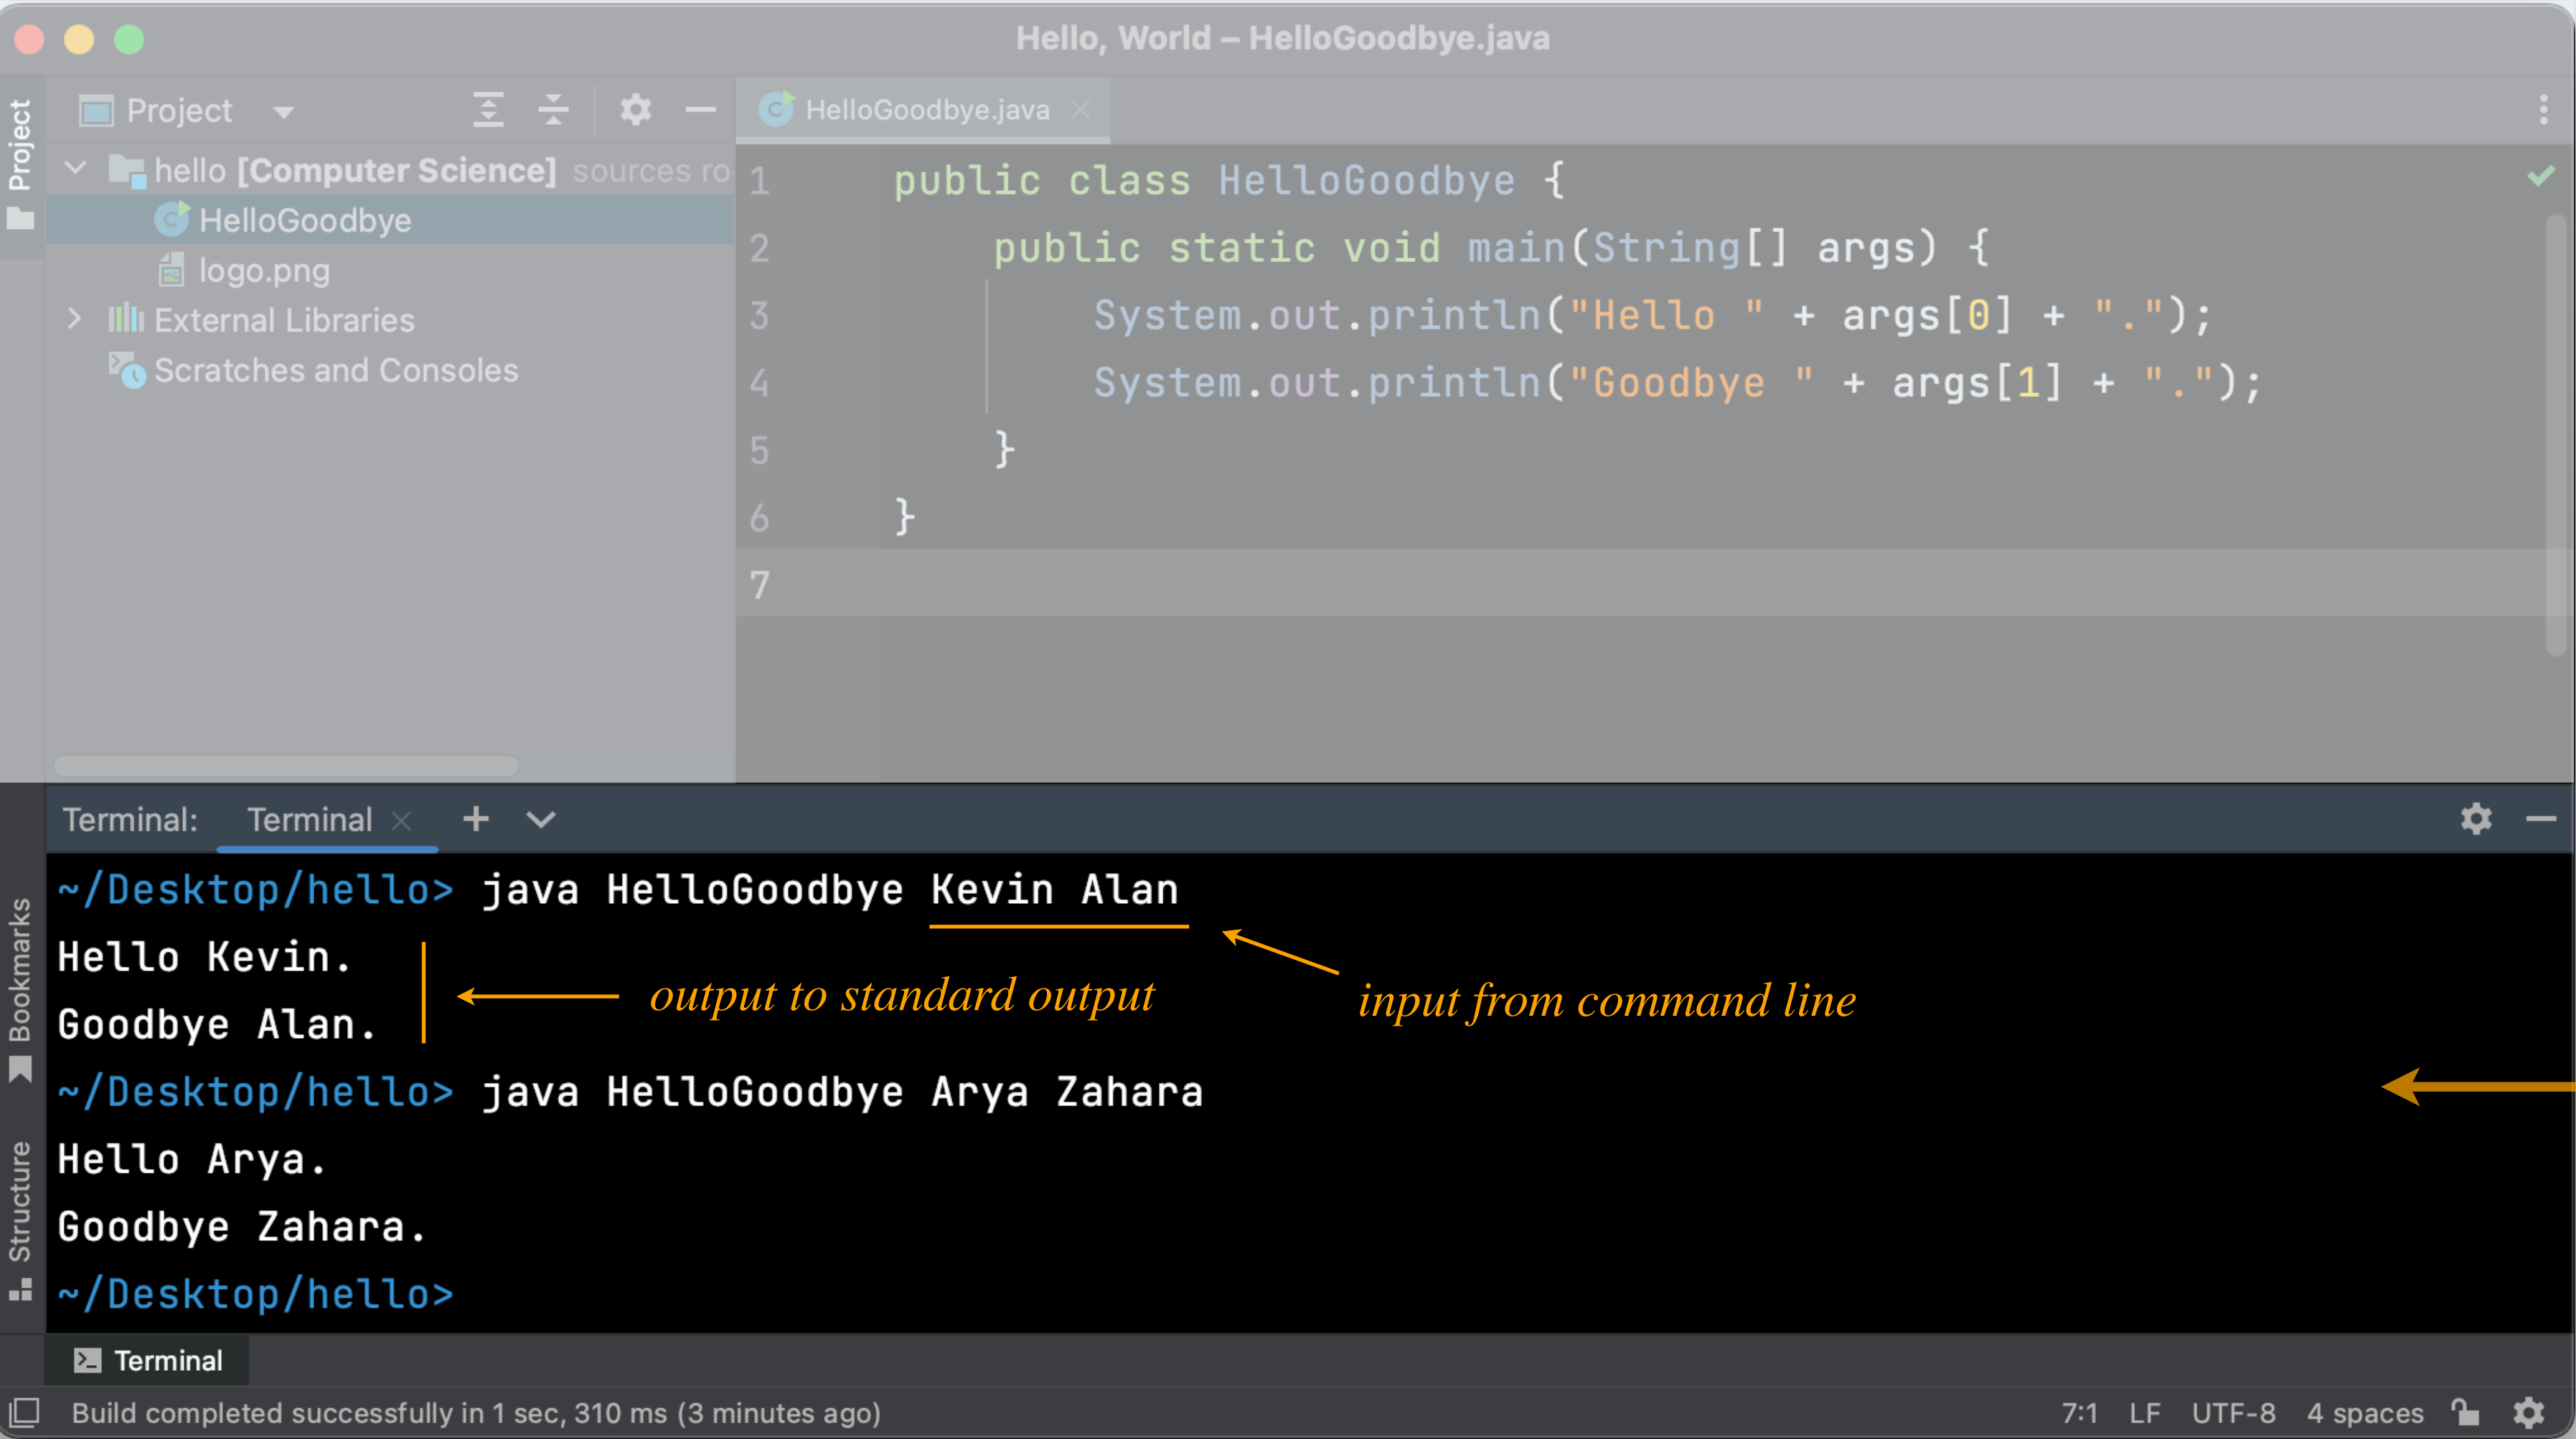 Hello, World – HelloGoodbye.java
Project
Project
HelloGoodbye.java
hello [Computer Science] sources ro
HelloGoodbye
logo.png
External Libraries
Scratches and Consoles
1 public class HelloGoodbye {
2 public static void main(String[] args) {
3 System.out.println("Hello " + args[0] + ".");
4 System.out.println("Goodbye " + args[1] + ".");
5 }
6 }
7
Terminal: Terminal
~/Desktop/hello> java HelloGoodbye Kevin Alan
Hello Kevin.
Goodbye Alan.
output to standard output
input from command line
~/Desktop/hello> java HelloGoodbye Arya Zahara
Hello Arya.
Goodbye Zahara.
~/Desktop/hello>
Bookmarks
Structure
Terminal
Build completed successfully in 1 sec, 310 ms (3 minutes ago)
7:1 LF UTF-8 4 spaces